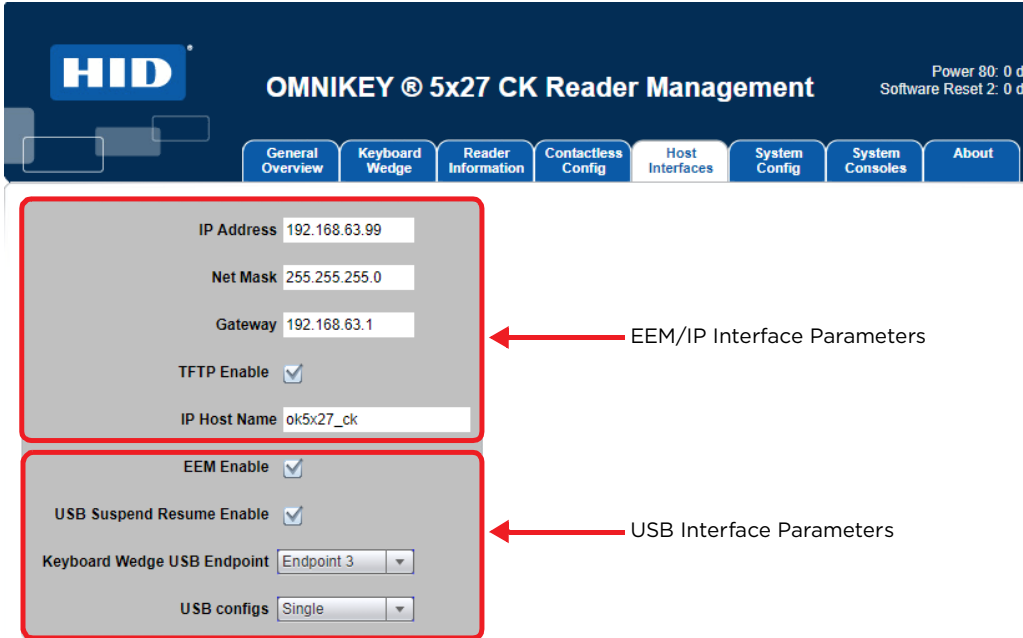 HID
OMNIKEY ® 5x27 CK Reader Management
Power 80: 0 d
Software Reset 2: 0 d
General Overview
Keyboard Wedge
Reader Information
Contactless Config
Host Interfaces
System Config
System Consoles
About
IP Address 192.168.63.99
Net Mask 255.255.255.0
Gateway 192.168.63.1
EEM/IP Interface Parameters
TFTP Enable
IP Host Name ok5x27_ck
EEM Enable
USB Suspend Resume Enable
USB Interface Parameters
Keyboard Wedge USB Endpoint Endpoint 3
USB configs Single